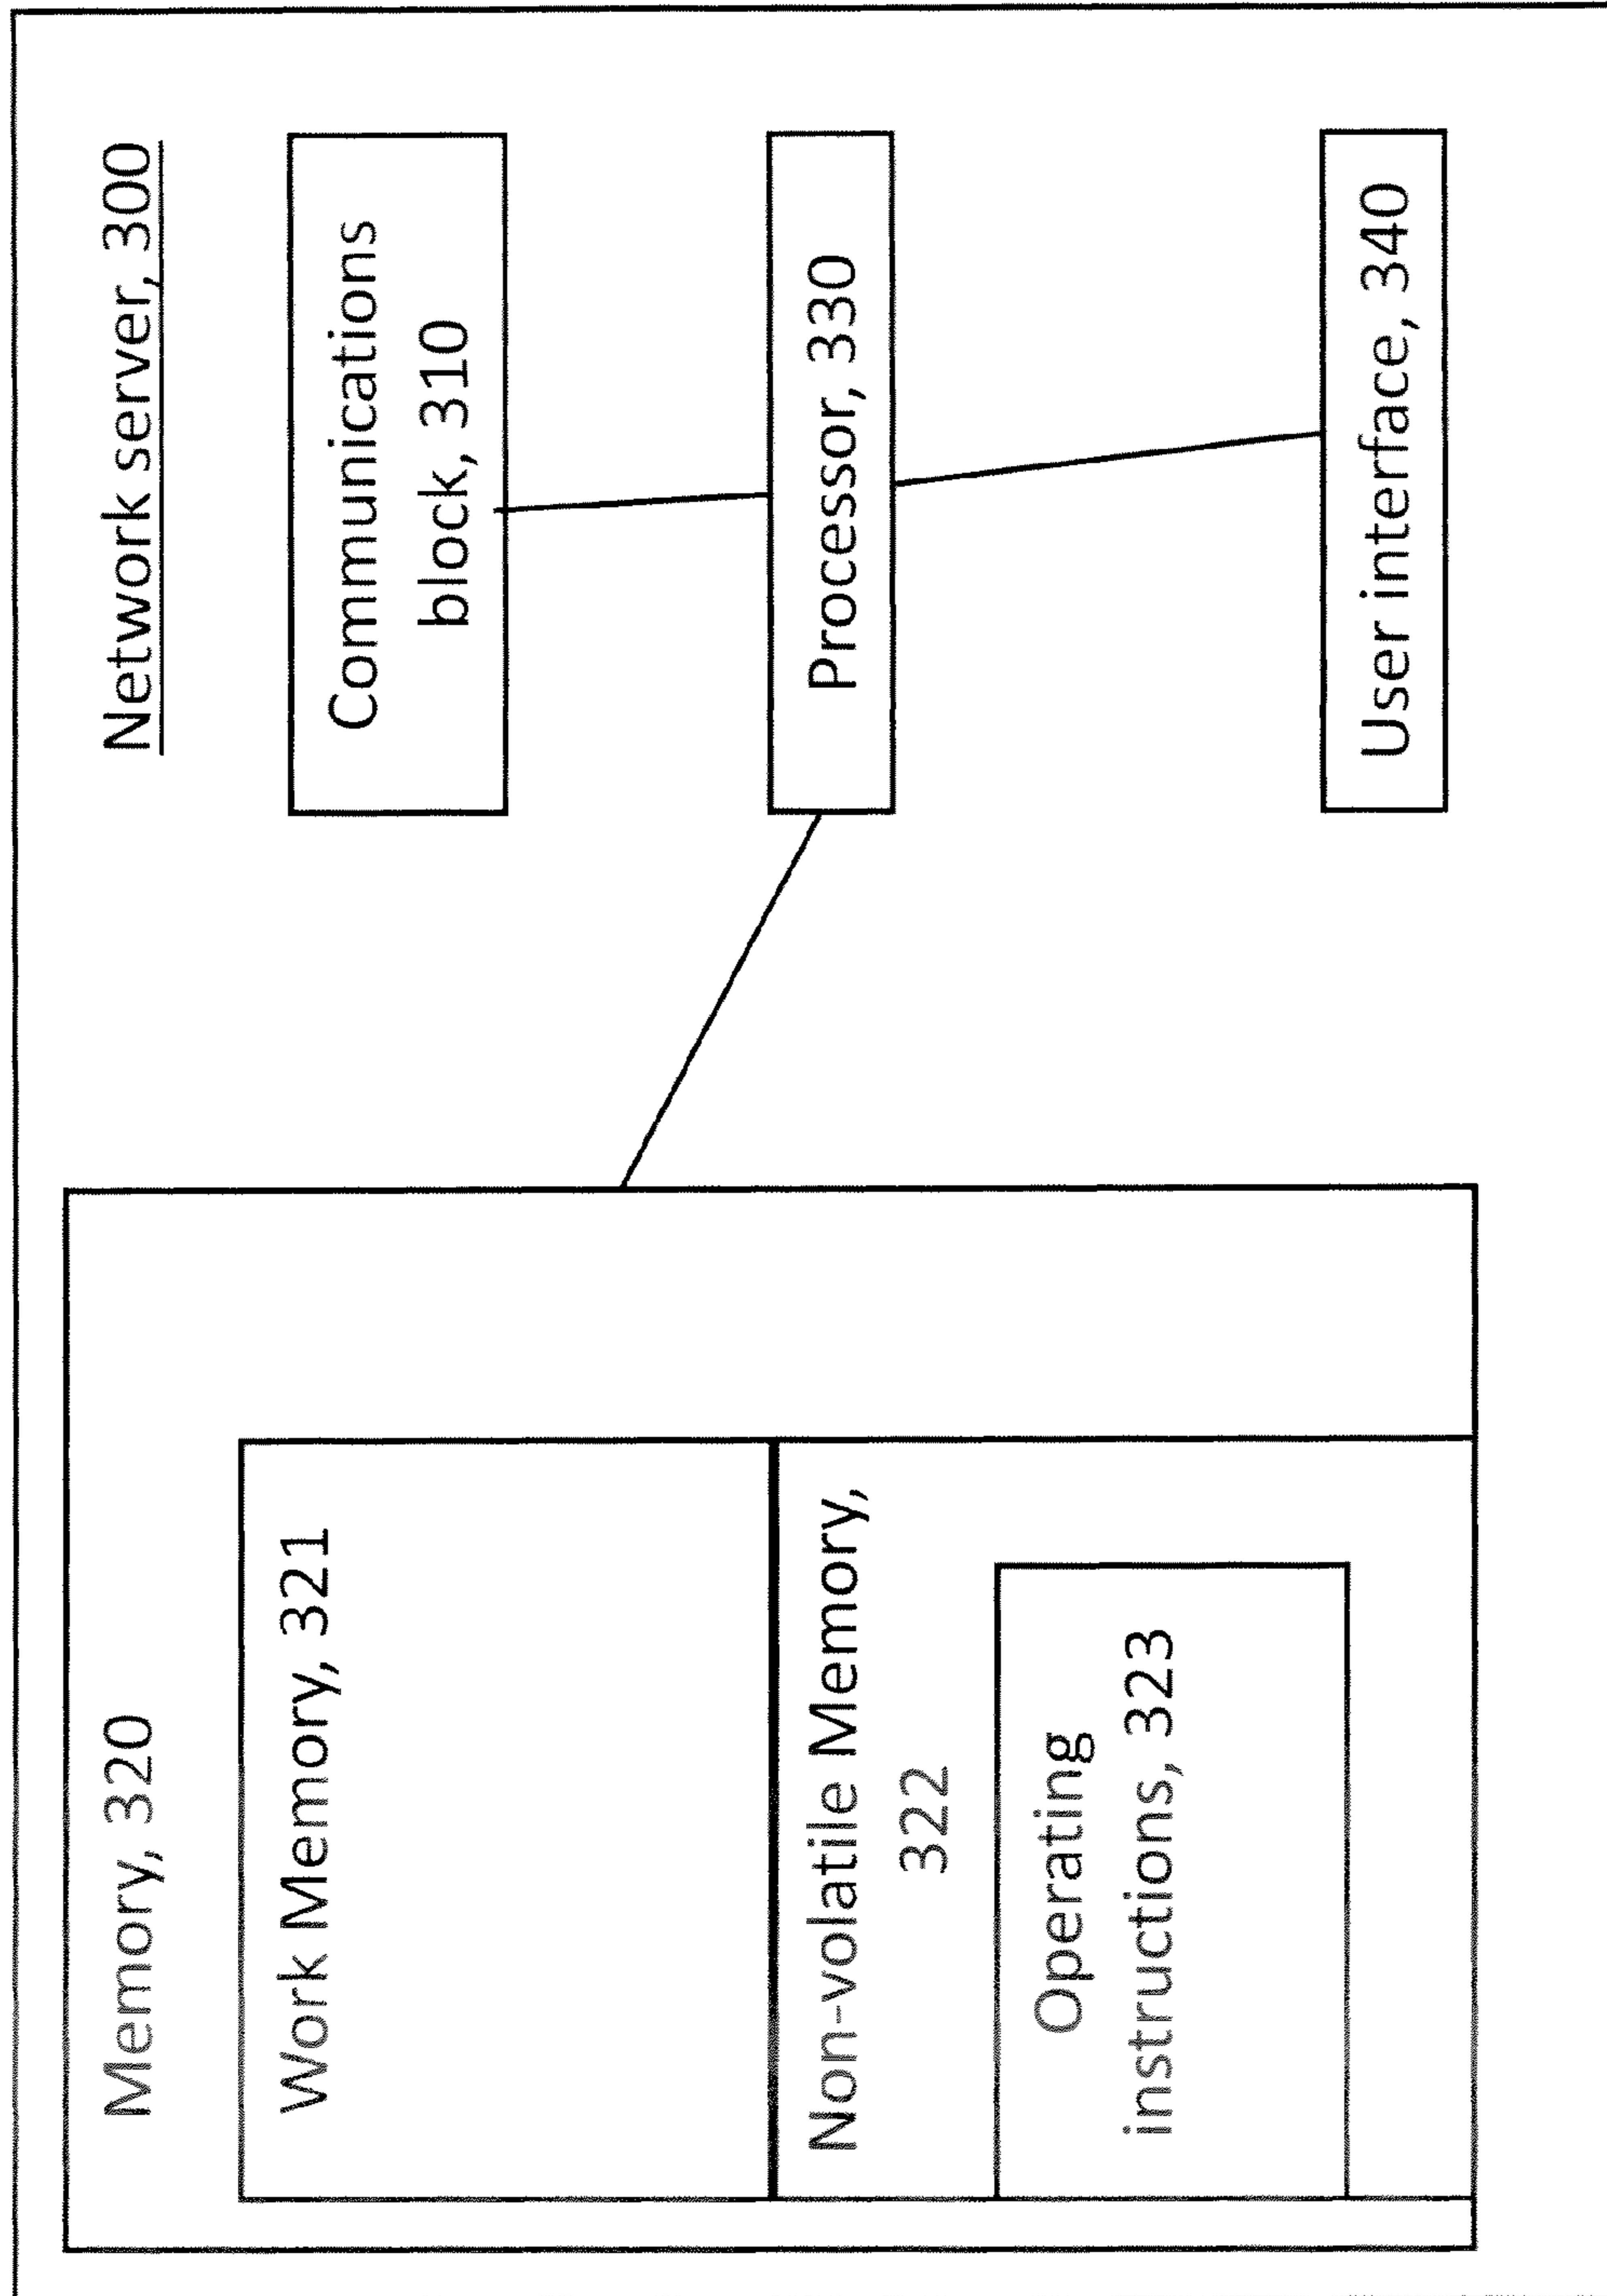 Network server, 300
Memory, 320
Work Memory, 321
Non-volatile Memory,
322
Operating
instructions, 323
Communications
block, 310
Processor, 330
User interface, 340